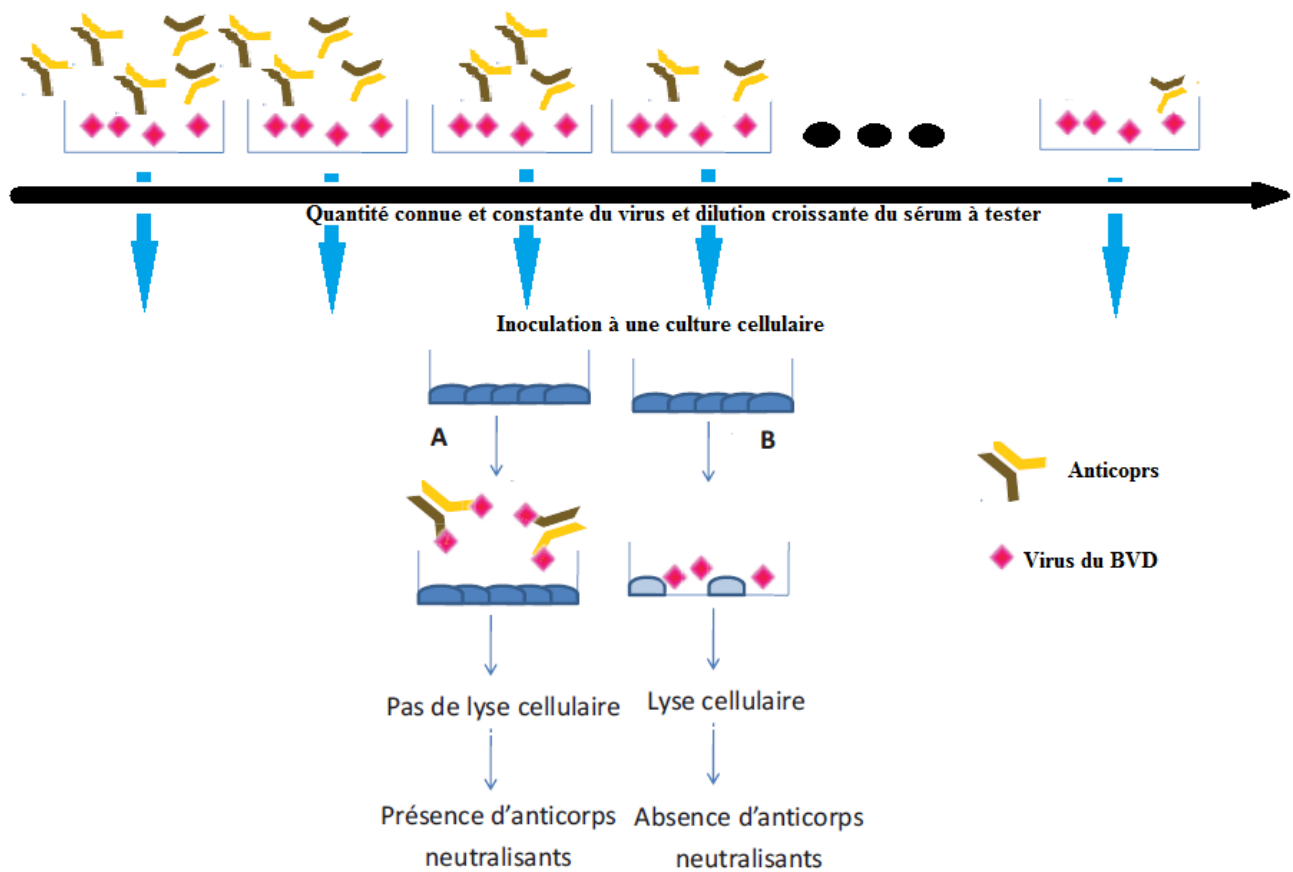 Quantité connue et constante du virus et dilution croissante du sérum à tester
Inoculation à une culture cellulaire
A
B
Anticoprs
Virus du BVD
Pas de lyse cellulaire
Lyse cellulaire
Présence d'anticorps
neutralisants
Absence d'anticorps
neutralisants